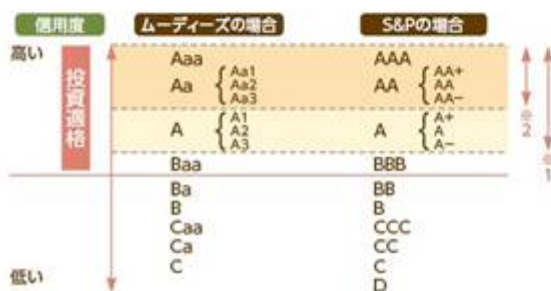 信用度 ムーディーズの場合 S&Pの場合
高い Aaa AAA
投資適格
Aa { Aa1 Aa2 Aa3 AA { AA+ AA AA−
※2
A { A1 A2 A3 A { A+ A A−
※1
Baa BBB
Ba BB
B B
Caa CCC
Ca CC
C C
低い D